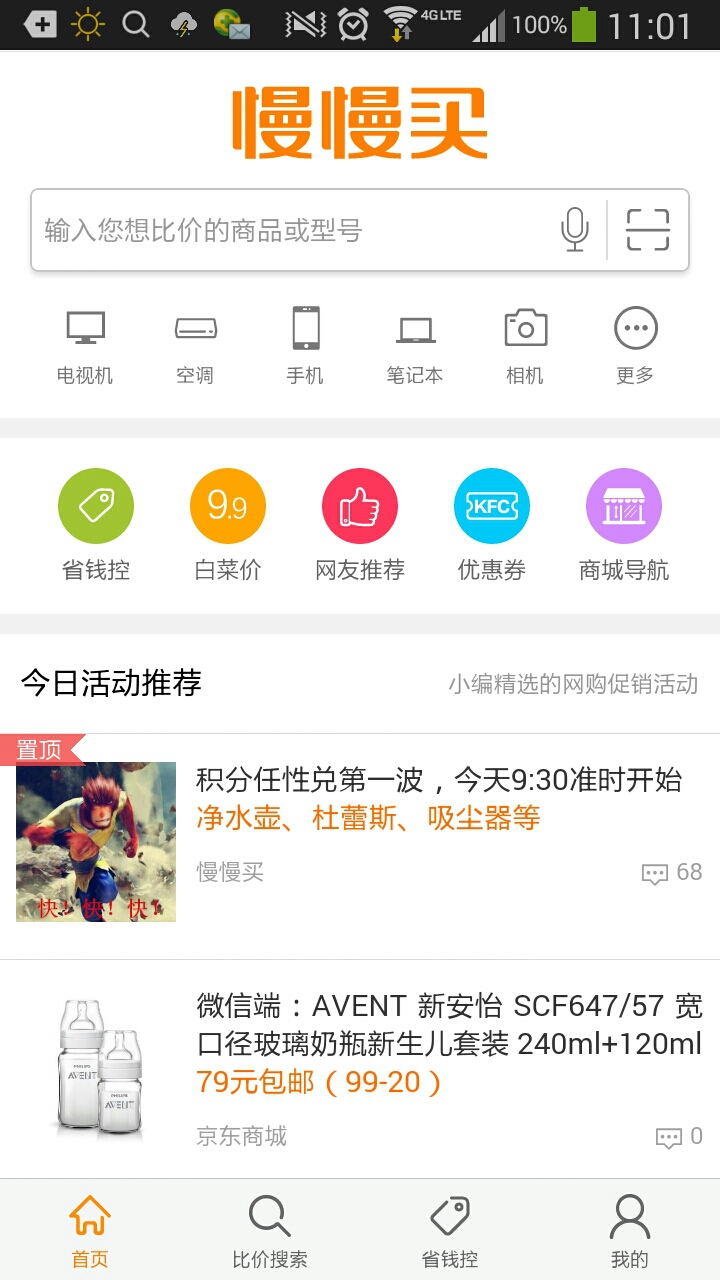 4G LTE 100% 11:01
慢慢买
输入您想比价的商品或型号
电视机 空调 手机 笔记本 相机 更多
9.9 KFC
省钱控 白菜价 网友推荐 优惠券 商城导航
今日活动推荐 小编精选的网购促销活动
置顶
积分任性兑第一波，今天9:30准时开始
净水壶、杜蕾斯、吸尘器等
慢慢买 68
快！快！快！
微信端：AVENT 新安怡 SCF647/57 宽
口径玻璃奶瓶新生儿套装 240ml+120ml
79元包邮（99-20）
PHILIPS
AVENT
PHILIPS
AVENT
京东商城 0
首页 比价搜索 省钱控 我的